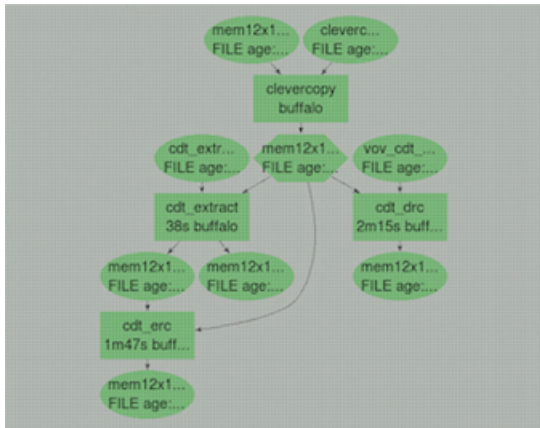 mem12x1...
FILE age:...
cleverc...
FILE age:...
clevercopy
buffalo
cdt_extr...
FILE age:...
mem12x1...
FILE age:...
vov_cdt_...
FILE age:...
cdt_extract
38s buffalo
cdt_drc
2m15s buff...
mem12x1...
FILE age:...
mem12x1...
FILE age:...
mem12x1...
FILE age:...
cdt_erc
1m47s buff...
mem12x1...
FILE age:...